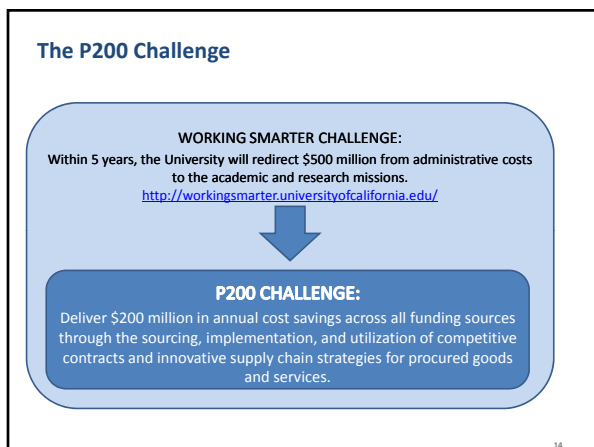 The P200 Challenge
WORKING SMARTER CHALLENGE:
Within 5 years, the University will redirect $500 million from administrative costs
to the academic and research missions.
http://workingsmarter.universityofcalifornia.edu/
P200 CHALLENGE:
Deliver $200 million in annual cost savings across all funding sources
through the sourcing, implementation, and utilization of competitive
contracts and innovative supply chain strategies for procured goods
and services.
14